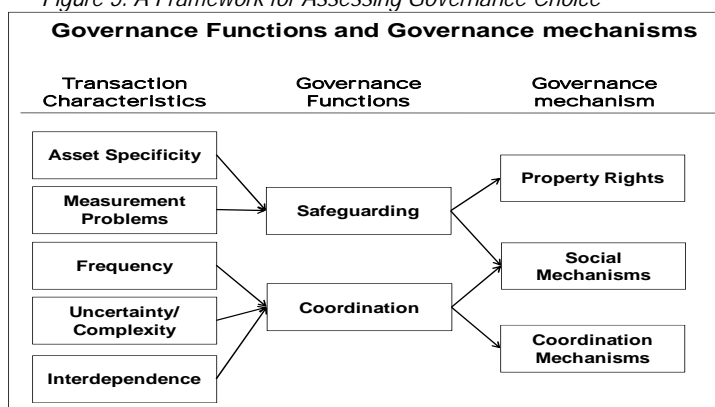 Figure 5. A Framework for Assessing Governance Choice
Governance Functions and Governance mechanisms
Transaction
Characteristics
Governance
Functions
Governance
mechanism
Asset Specificity
Measurement
Problems
Frequency
Uncertainty/
Complexity
Interdependence
Safeguarding
Coordination
Property Rights
Social
Mechanisms
Coordination
Mechanisms